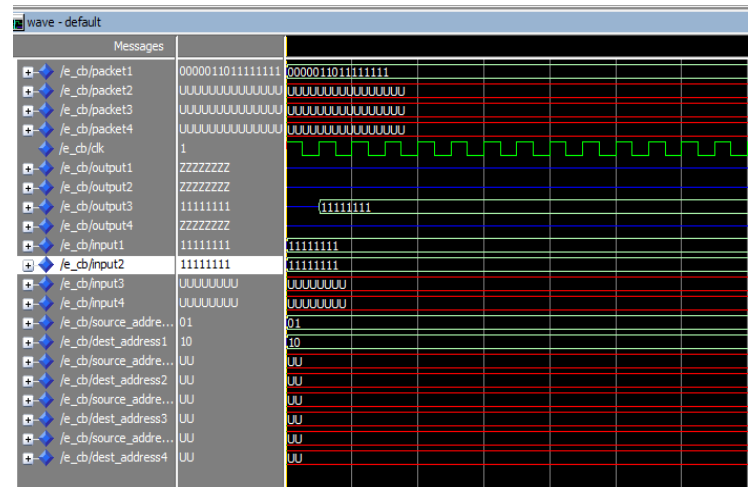 wave - default
Messages
/e_cb/packet1 0000011011111111 0000011011111111
/e_cb/packet2 UUUUUUUUUUUUUUU UUUUUUUUUUUUUUUU
/e_cb/packet3 UUUUUUUUUUUUUUU UUUUUUUUUUUUUUUU
/e_cb/packet4 UUUUUUUUUUUUUUU UUUUUUUUUUUUUUUU
/e_cb/clk 1
/e_cb/output1 ZZZZZZZZ
/e_cb/output2 ZZZZZZZZ
/e_cb/output3 11111111 11111111
/e_cb/output4 ZZZZZZZZ
/e_cb/input1 11111111 11111111
/e_cb/input2 11111111 11111111
/e_cb/input3 UUUUUUUU UUUUUUUU
/e_cb/input4 UUUUUUUU UUUUUUUU
/e_cb/source_addre... 01 01
/e_cb/dest_address1 10 10
/e_cb/source_addre... UU UU
/e_cb/dest_address2 UU UU
/e_cb/source_addre... UU UU
/e_cb/dest_address3 UU UU
/e_cb/source_addre... UU UU
/e_cb/dest_address4 UU UU